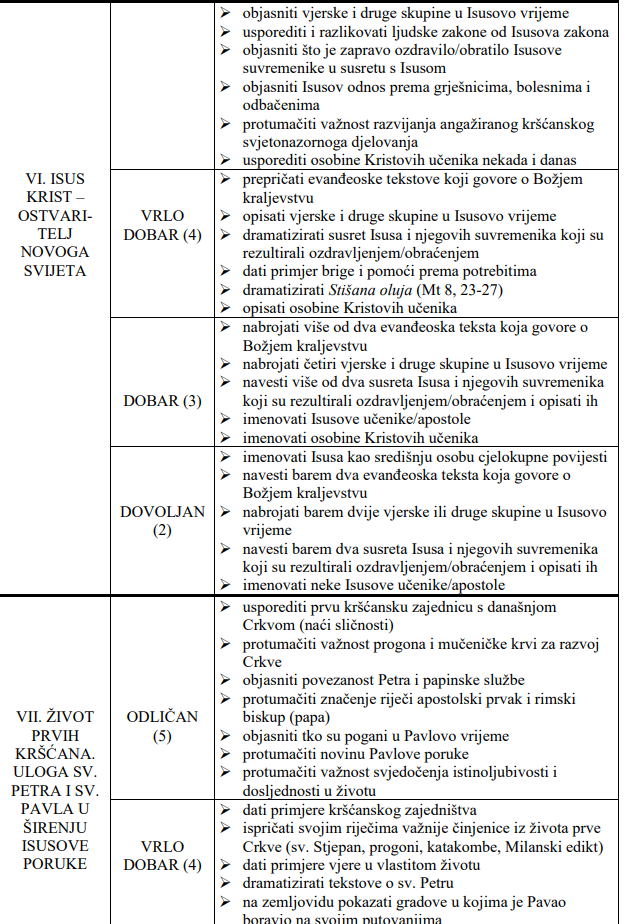 ➢ objasniti vjerske i druge skupine u Isusovo vrijeme
➢ usporediti i razlikovati ljudske zakone od Isusova zakona
➢ objasniti što je zapravo ozdravilo/obratilo Isusove
suvremenike u susretu s Isusom
➢ objasniti Isusov odnos prema grješnicima, bolesnima i
odbačenima
➢ protumačiti važnost razvijanja angažiranog kršćanskog
svjetonazornoga djelovanja
➢ usporediti osobine Kristovih učenika nekada i danas
VI. ISUS
KRIST –
OSTVARI-
TELJ
NOVOGA
SVIJETA
VRLO
DOBAR (4)
➢ prepričati evanđeoske tekstove koji govore o Božjem
kraljevstvu
➢ opisati vjerske i druge skupine u Isusovo vrijeme
➢ dramatizirati susret Isusa i njegovih suvremenika koji su
rezultirali ozdravljenjem/obraćenjem
➢ dati primjer brige i pomoći prema potrebitima
➢ dramatizirati Stišana oluja (Mt 8, 23-27)
➢ opisati osobine Kristovih učenika
DOBAR (3)
➢ nabrojati više od dva evanđeoska teksta koja govore o
Božjem kraljevstvu
➢ nabrojati četiri vjerske i druge skupine u Isusovo vrijeme
➢ navesti više od dva susreta Isusa i njegovih suvremenika
koji su rezultirali ozdravljenjem/obraćenjem i opisati ih
➢ imenovati Isusove učenike/apostole
➢ imenovati osobine Kristovih učenika
DOVOLJAN
(2)
➢ imenovati Isusa kao središnju osobu cjelokupne povijesti
➢ navesti barem dva evanđeoska teksta koja govore o
Božjem kraljevstvu
➢ nabrojati barem dvije vjerske ili druge skupine u Isusovo
vrijeme
➢ navesti barem dva susreta Isusa i njegovih suvremenika
koji su rezultirali ozdravljenjem/obraćenjem i opisati ih
➢ imenovati neke Isusove učenike/apostole
VII. ŽIVOT
PRVIH
KRŠĆANA.
ULOGA SV.
PETRA I SV.
PAVLA U
ŠIRENJU
ISUSOVE
PORUKE
ODLIČAN
(5)
➢ usporediti prvu kršćansku zajednicu s današnjom
Crkvom (naći sličnosti)
➢ protumačiti važnost progona i mučeničke krvi za razvoj
Crkve
➢ objasniti povezanost Petra i papinske službe
➢ protumačiti značenje riječi apostolski prvak i rimski
biskup (papa)
➢ objasniti tko su pogani u Pavlovo vrijeme
➢ protumačiti novinu Pavlove poruke
➢ protumačiti važnost svjedočenja istinoljubivosti i
dosljednosti u životu
VRLO
DOBAR (4)
➢ dati primjere kršćanskog zajedništva
➢ ispričati svojim riječima važnije činjenice iz života prve
Crkve (sv. Stjepan, progoni, katakombe, Milanski edikt)
➢ dati primjere vjere u vlastitom životu
➢ dramatizirati tekstove o sv. Petru
➢ na zemljovidu pokazati gradove u kojima je Pavao
boravio na svojim putovanjima